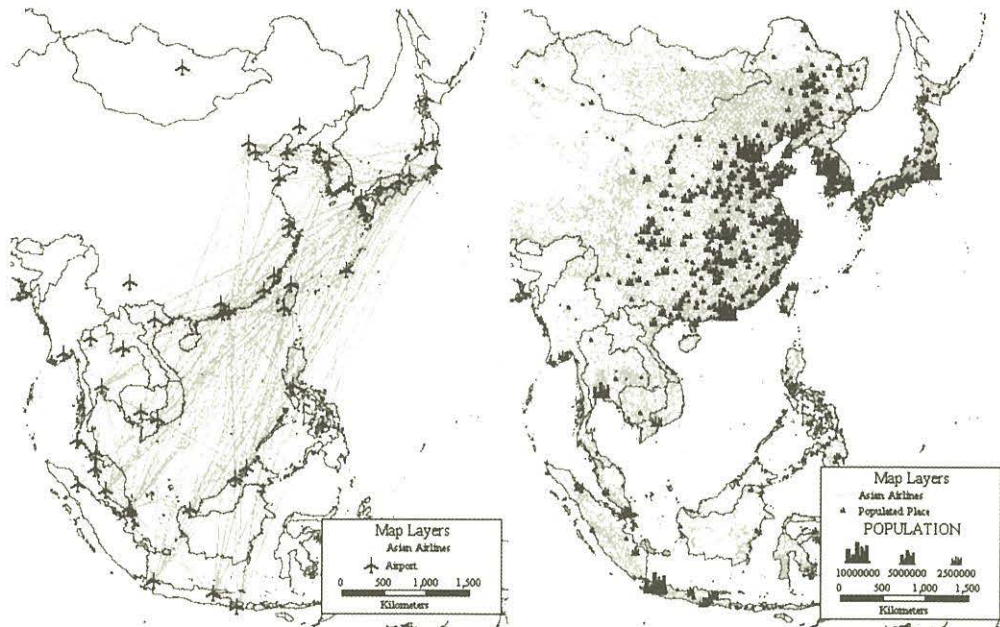 Map Layers
Asian Airlines
Airport
0 500 1,000 1,500
Kilometers
Map Layers
Asian Airlines
Populated Place
POPULATION
10000000 5000000 2500000
0 500 1,000 1,500
Kilometers